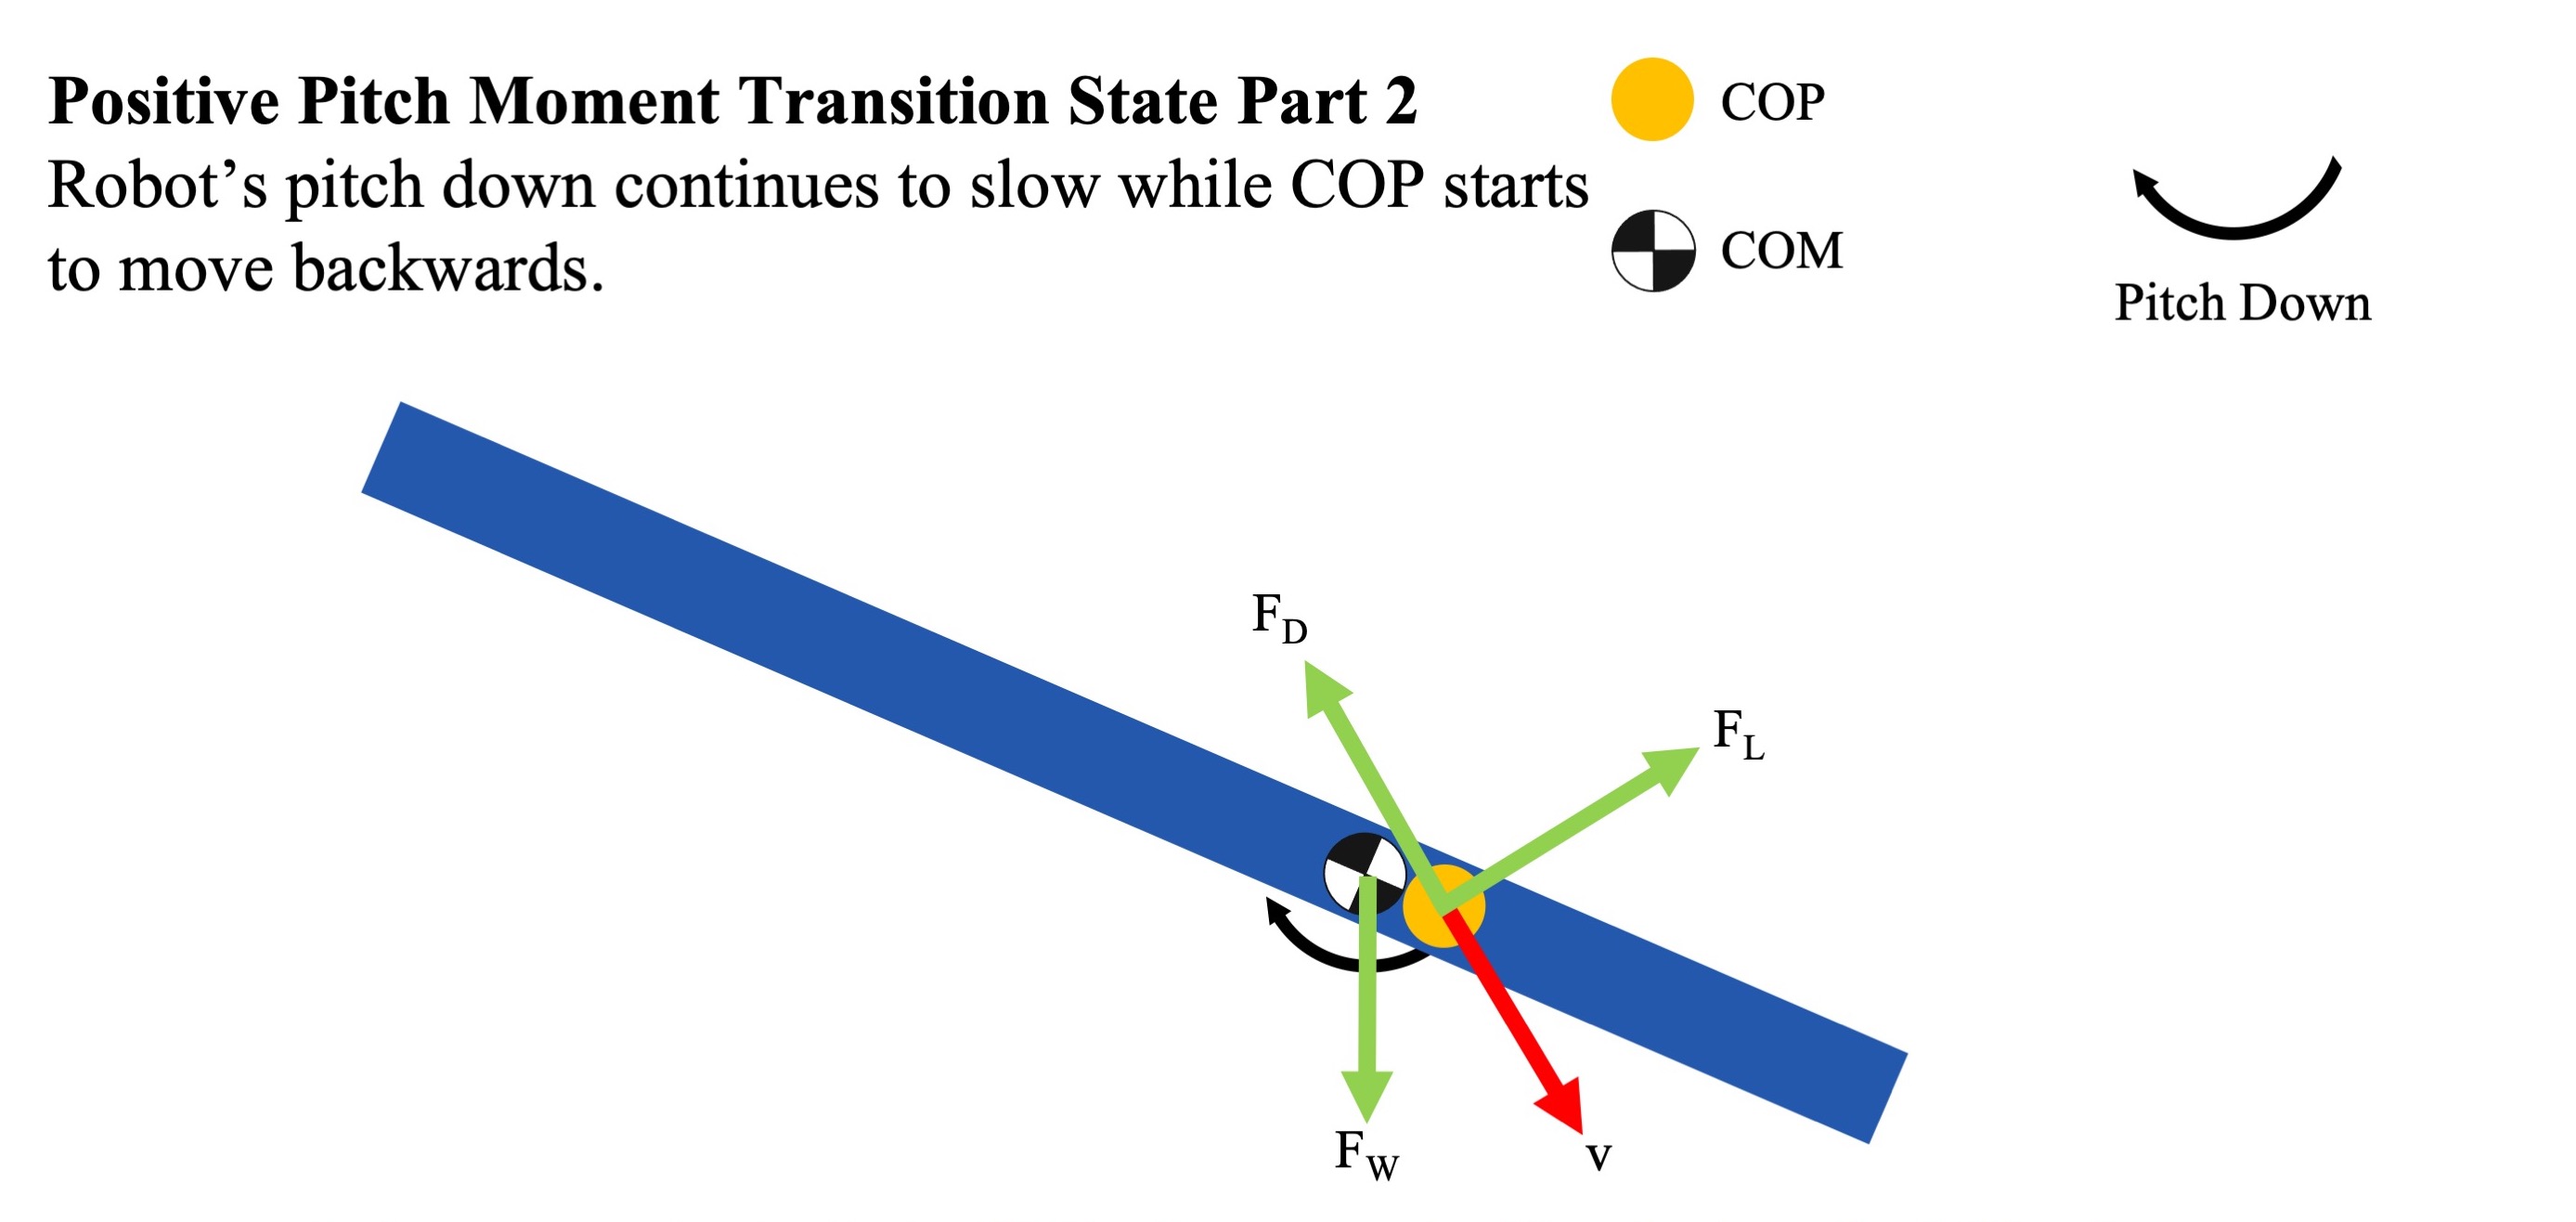 Positive Pitch Moment Transition State Part 2
Robot’s pitch down continues to slow while COP starts
to move backwards.
COP
COM
Pitch Down
F_D
F_L
F_W
v